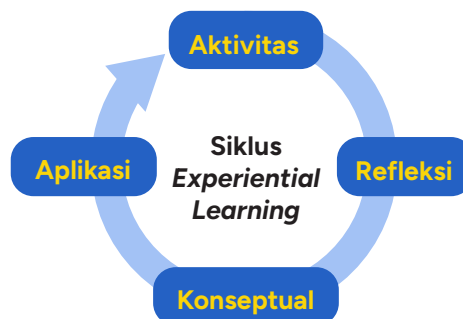 Aktivitas
Siklus
Experiential
Learning
Aplikasi
Refleksi
Konseptual